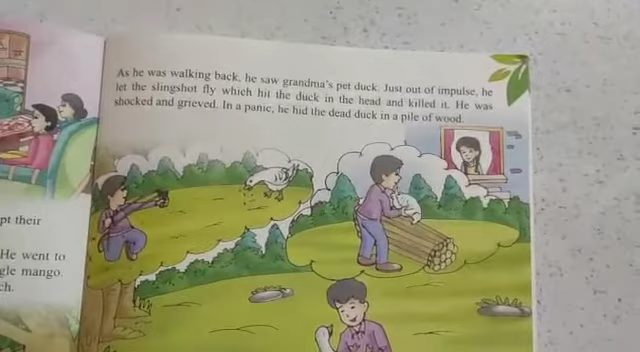 pt their
He went to
gle mango.
ch.
As he was walking back, he saw grandma's pet duck. Just out of impulse, he
let the slingshot fly which hit the duck in the head and killed it. He was
shocked and grieved. In a panic, he hid the dead duck in a pile of wood.